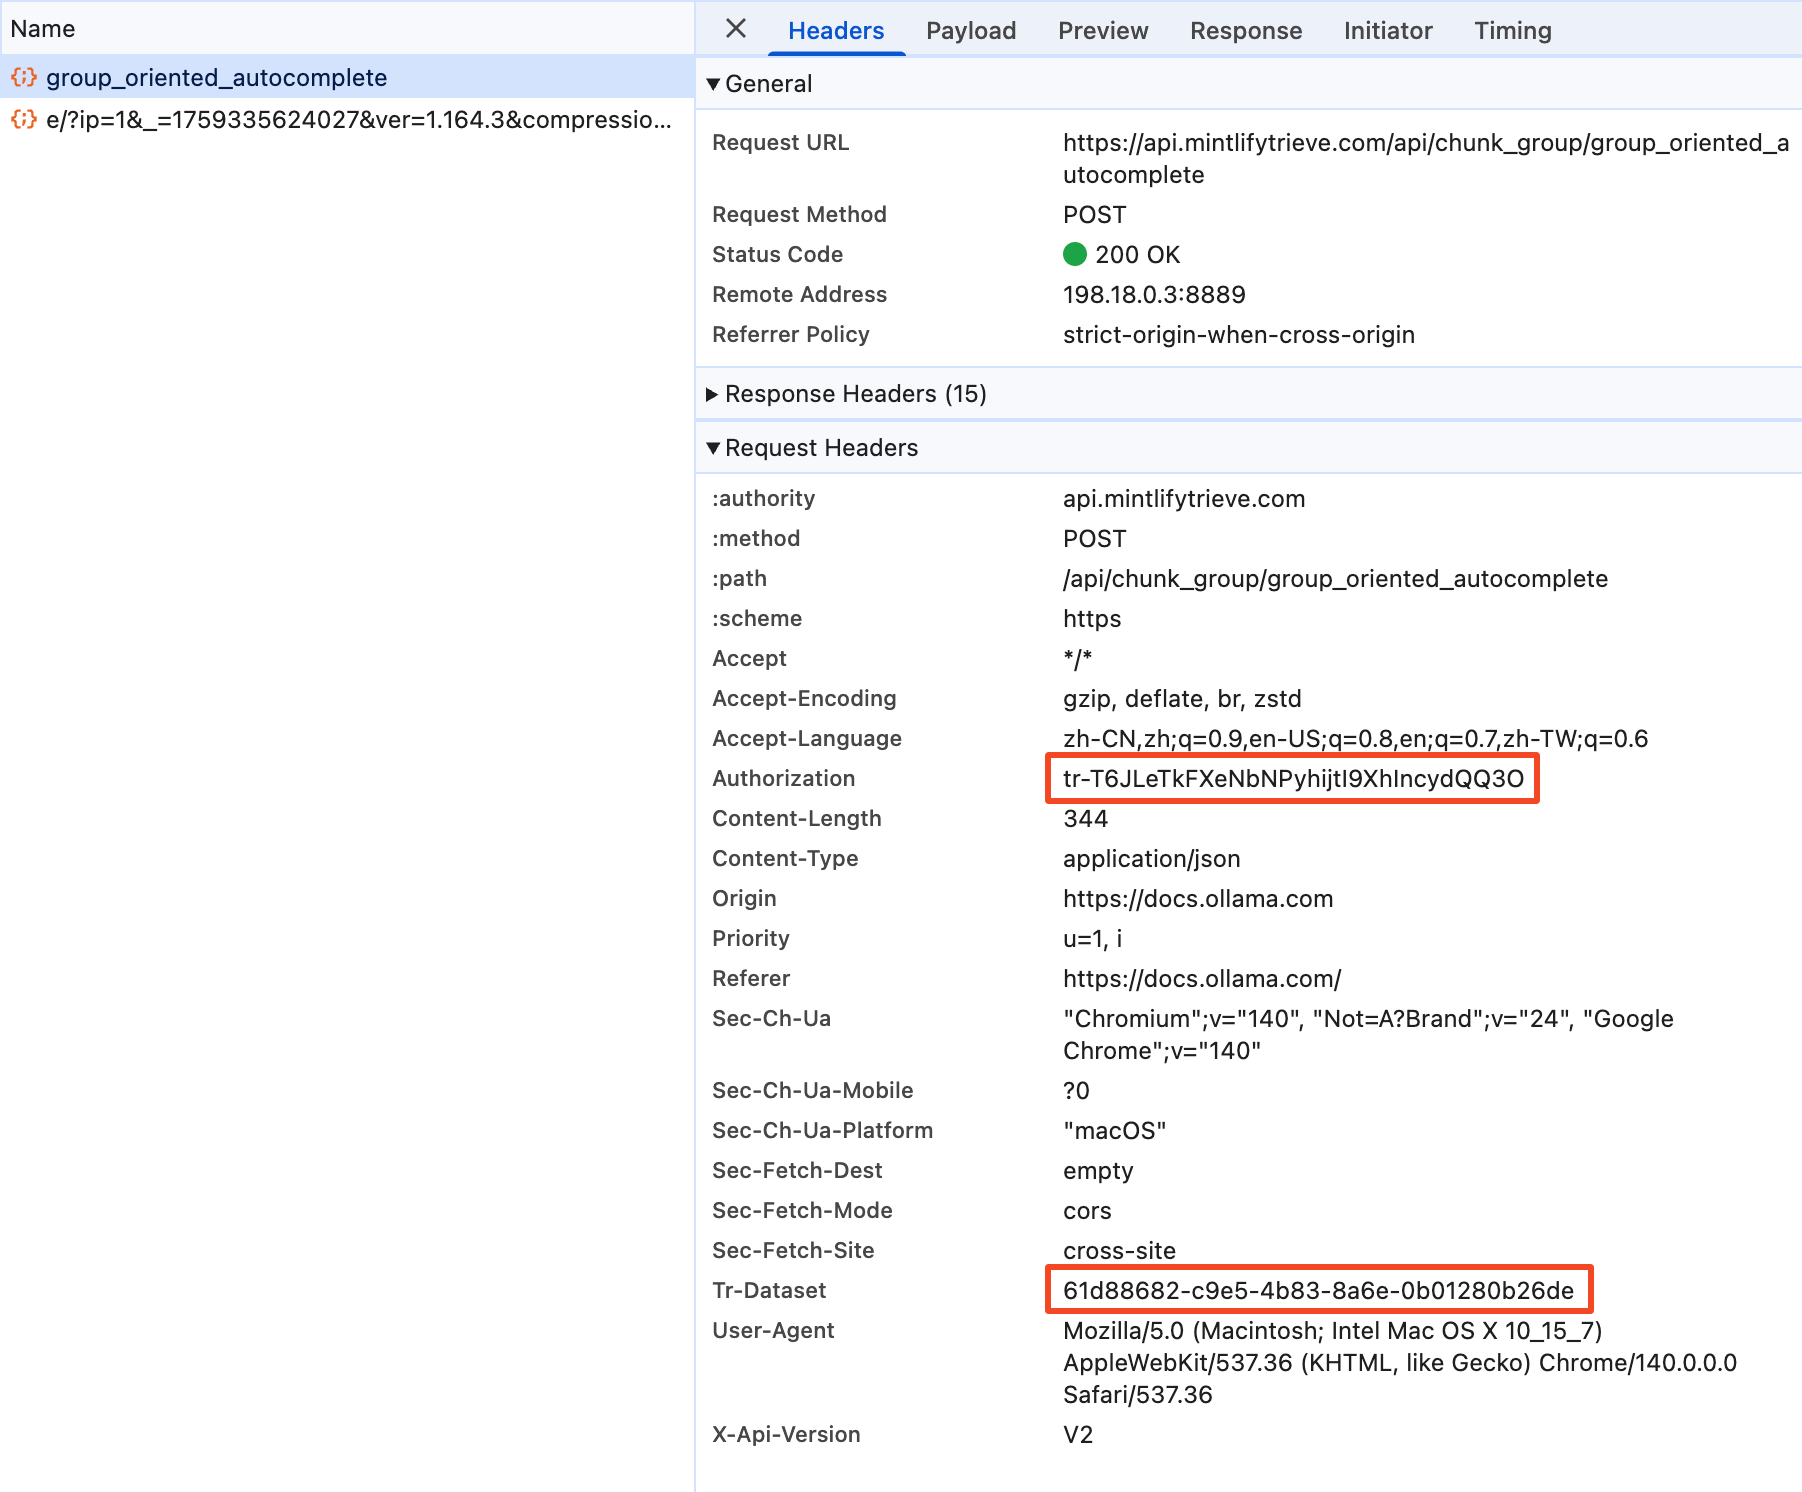 Name
group_oriented_autocomplete
e/?ip=1&_=1759335624027&ver=1.164.3&compressio...
Headers Payload Preview Response Initiator Timing
General
Request URL https://api.mintlifytrieve.com/api/chunk_group/group_oriented_a
utocomplete
Request Method POST
Status Code 200 OK
Remote Address 198.18.0.3:8889
Referrer Policy strict-origin-when-cross-origin
Response Headers (15)
Request Headers
:authority api.mintlifytrieve.com
:method POST
:path /api/chunk_group/group_oriented_autocomplete
:scheme https
Accept */*
Accept-Encoding gzip, deflate, br, zstd
Accept-Language zh-CN,zh;q=0.9,en-US;q=0.8,en;q=0.7,zh-TW;q=0.6
Authorization tr-T6JLeTkFXeNbNPyhijtI9XhIncydQQ3O
Content-Length 344
Content-Type application/json
Origin https://docs.ollama.com
Priority u=1, i
Referer https://docs.ollama.com/
Sec-Ch-Ua "Chromium";v="140", "Not=A?Brand";v="24", "Google
Chrome";v="140"
Sec-Ch-Ua-Mobile ?0
Sec-Ch-Ua-Platform "macOS"
Sec-Fetch-Dest empty
Sec-Fetch-Mode cors
Sec-Fetch-Site cross-site
Tr-Dataset 61d88682-c9e5-4b83-8a6e-0b01280b26de
User-Agent Mozilla/5.0 (Macintosh; Intel Mac OS X 10_15_7)
AppleWebKit/537.36 (KHTML, like Gecko) Chrome/140.0.0.0
Safari/537.36
X-Api-Version V2